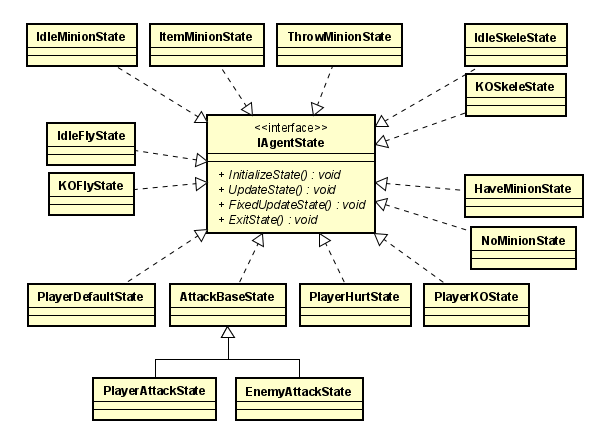 IdleMinionState
ItemMinionState
ThrowMinionState
IdleSkeleState
KOSkeleState
<<interface>>
IAgentState
+ InitializeState() : void
+ UpdateState() : void
+ FixedUpdateState() : void
+ ExitState() : void
IdleFlyState
KOFlyState
HaveMinionState
NoMinionState
PlayerDefaultState
AttackBaseState
PlayerHurtState
PlayerKOState
PlayerAttackState
EnemyAttackState